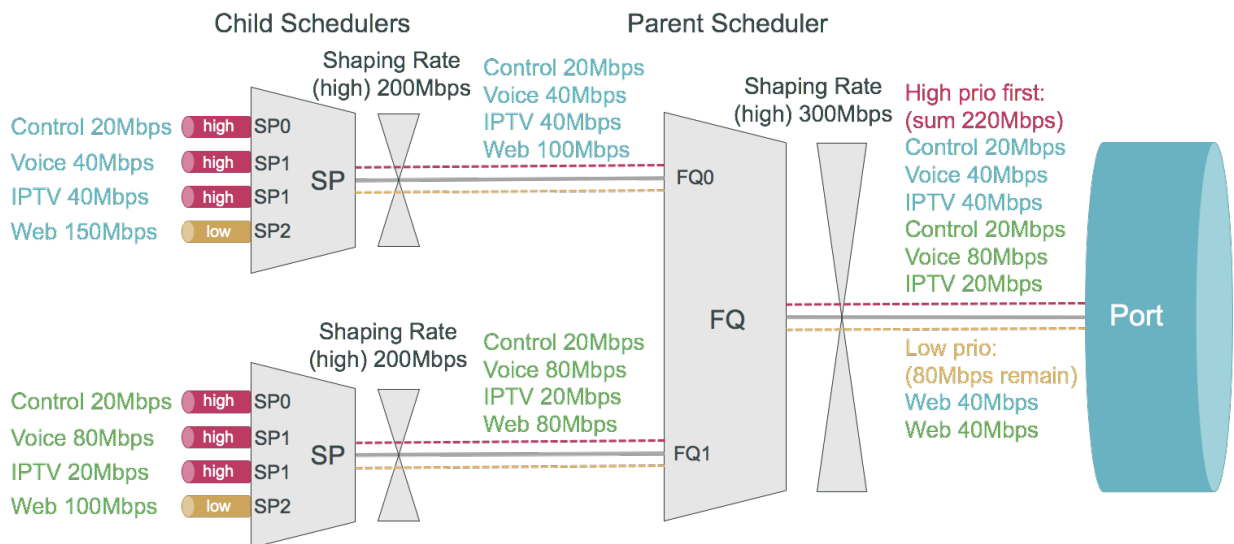 Child Schedulers
Parent Scheduler
Shaping Rate
(high) 200Mbps
Control 20Mbps
Voice 40Mbps
IPTV 40Mbps
Web 100Mbps
Shaping Rate
(high) 300Mbps
High prio first:
(sum 220Mbps)
Control 20Mbps
Voice 40Mbps
IPTV 40Mbps
Control 20Mbps
Voice 80Mbps
IPTV 20Mbps
Control 20Mbps
high
SP0
Voice 40Mbps
high
SP1
IPTV 40Mbps
high
SP1
Web 150Mbps
low
SP2
SP
FQ0
FQ
Port
Shaping Rate
(high) 200Mbps
Control 20Mbps
Voice 80Mbps
IPTV 20Mbps
Web 80Mbps
Low prio:
(80Mbps remain)
Web 40Mbps
Web 40Mbps
Control 20Mbps
high
SP0
Voice 80Mbps
high
SP1
IPTV 20Mbps
high
SP1
Web 100Mbps
low
SP2
SP
FQ1